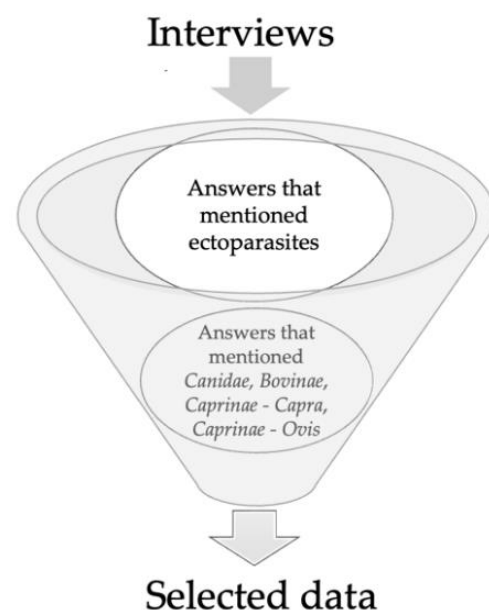 Interviews
Answers that
mentioned
ectoparasites
Answers that
mentioned
Canidae, Bovinae,
Caprinae - Capra,
Caprinae - Ovis
Selected data